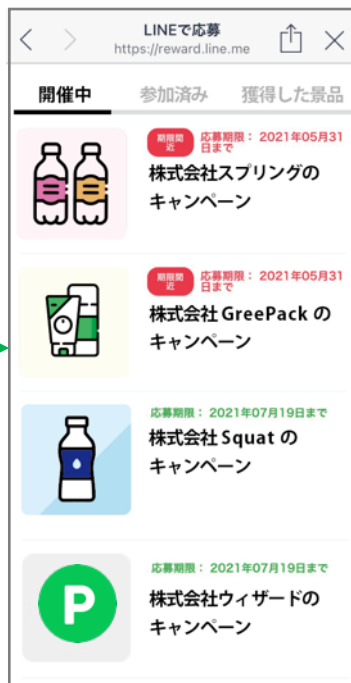 LINEで応募
https://reward.line.me
開催中 参加済み 獲得した景品
期限間
近
応募期限： 2021年05月31
日まで
株式会社スプリングの
キャンペーン
期限間
近
応募期限： 2021年05月31
日まで
株式会社 GreePack の
キャンペーン
応募期限： 2021年07月19日まで
株式会社 Squat の
キャンペーン
P
応募期限： 2021年07月19日まで
株式会社ウィザードの
キャンペーン